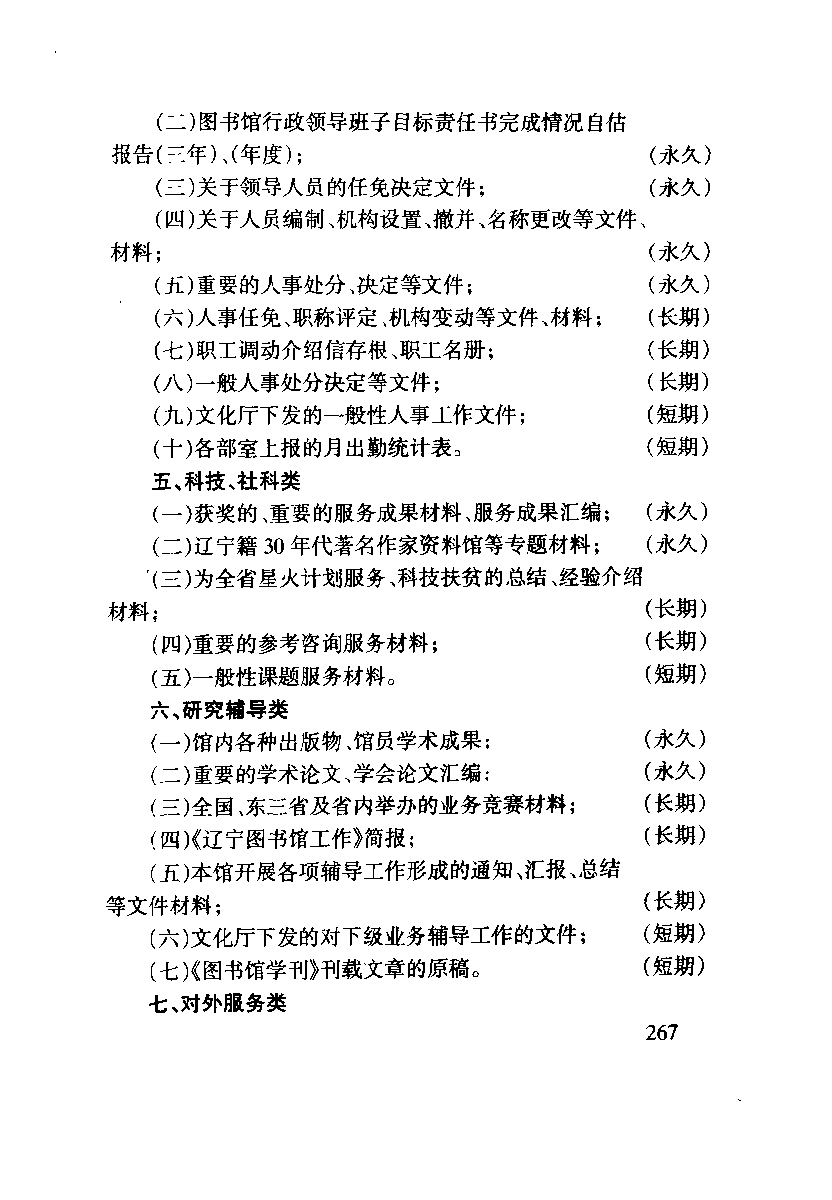 (二)图书馆行政领导班子目标责任书完成情况自估
报告(三年)、(年度); (永久)
(三)关于领导人员的任免决定文件; (永久)
(四)关于人员编制、机构设置、撤并、名称更改等文件、
材料; (永久)
(五)重要的人事处分、决定等文件; (永久)
(六)人事任免、职称评定、机构变动等文件、材料; (长期)
(七)职工调动介绍信存根、职工名册; (长期)
(八)一般人事处分决定等文件; (长期)
(九)文化厅下发的一般性人事工作文件; (短期)
(十)各部室上报的月出勤统计表。 (短期)
五、科技、社科类
(一)获奖的、重要的服务成果材料、服务成果汇编; (永久)
(二)辽宁籍30年代著名作家资料馆等专题材料; (永久)
(三)为全省星火计划服务、科技扶贫的总结、经验介绍
材料; (长期)
(四)重要的参考咨询服务材料; (长期)
(五)一般性课题服务材料。 (短期)
六、研究辅导类
(一)馆内各种出版物、馆员学术成果; (永久)
(二)重要的学术论文、学会论文汇编; (永久)
(三)全国、东三省及省内举办的业务竞赛材料; (长期)
(四)《辽宁图书馆工作》简报; (长期)
(五)本馆开展各项辅导工作形成的通知、汇报、总结
等文件材料; (长期)
(六)文化厅下发的对下级业务辅导工作的文件; (短期)
(七)《图书馆学刊》刊载文章的原稿。 (短期)
七、对外服务类
267